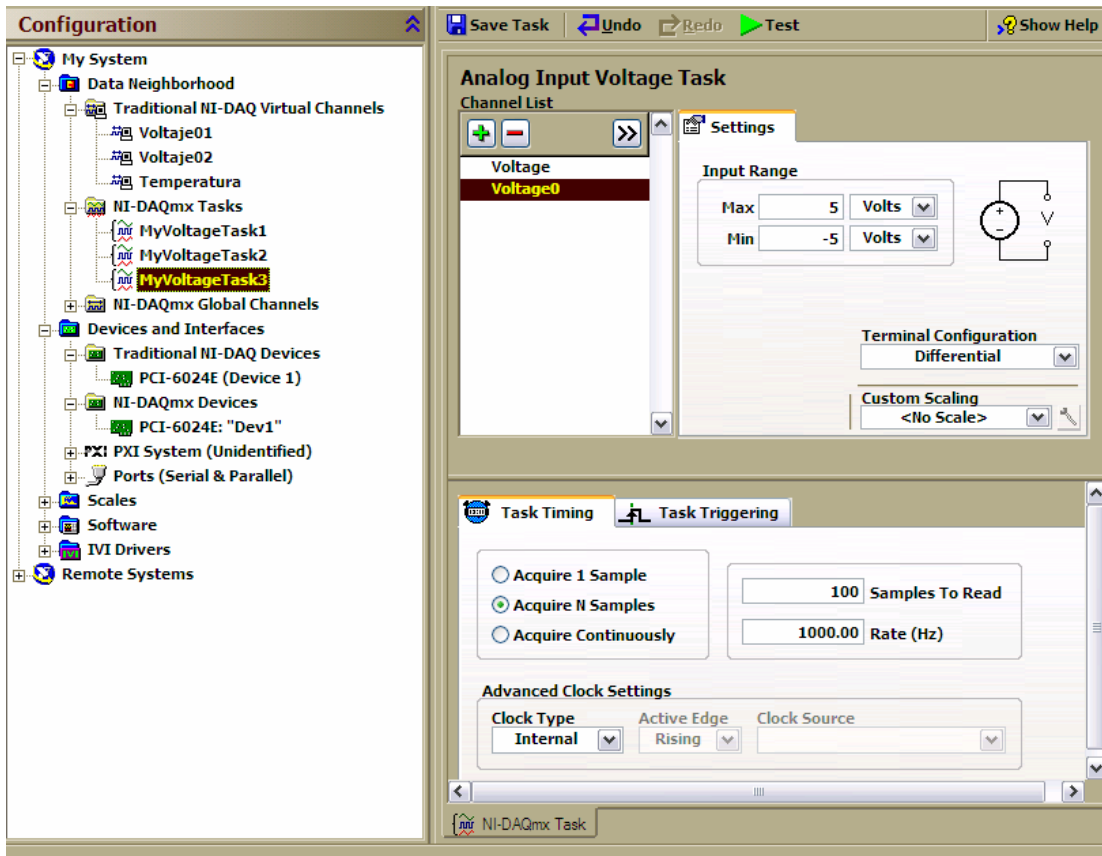 Configuration
My System
Data Neighborhood
Traditional NI-DAQ Virtual Channels
Voltaje01
Voltaje02
Temperatura
NI-DAQmx Tasks
MyVoltageTask1
MyVoltageTask2
MyVoltageTask3
NI-DAQmx Global Channels
Devices and Interfaces
Traditional NI-DAQ Devices
PCI-6024E (Device 1)
NI-DAQmx Devices
PCI-6024E: "Dev1"
PXI PXI System (Unidentified)
Ports (Serial & Parallel)
Scales
Software
IVI IVI Drivers
Remote Systems
Save Task Undo Redo Test Show Help
Analog Input Voltage Task
Channel List
Voltage
Voltage0
Settings
Input Range
Max 5 Volts
Min -5 Volts
+ V
-
Terminal Configuration
Differential
Custom Scaling
<No Scale>
Task Timing Task Triggering
Acquire 1 Sample
Acquire N Samples
Acquire Continuously
100 Samples To Read
1000.00 Rate (Hz)
Advanced Clock Settings
Clock Type Active Edge Clock Source
Internal Rising
NI-DAQmx Task